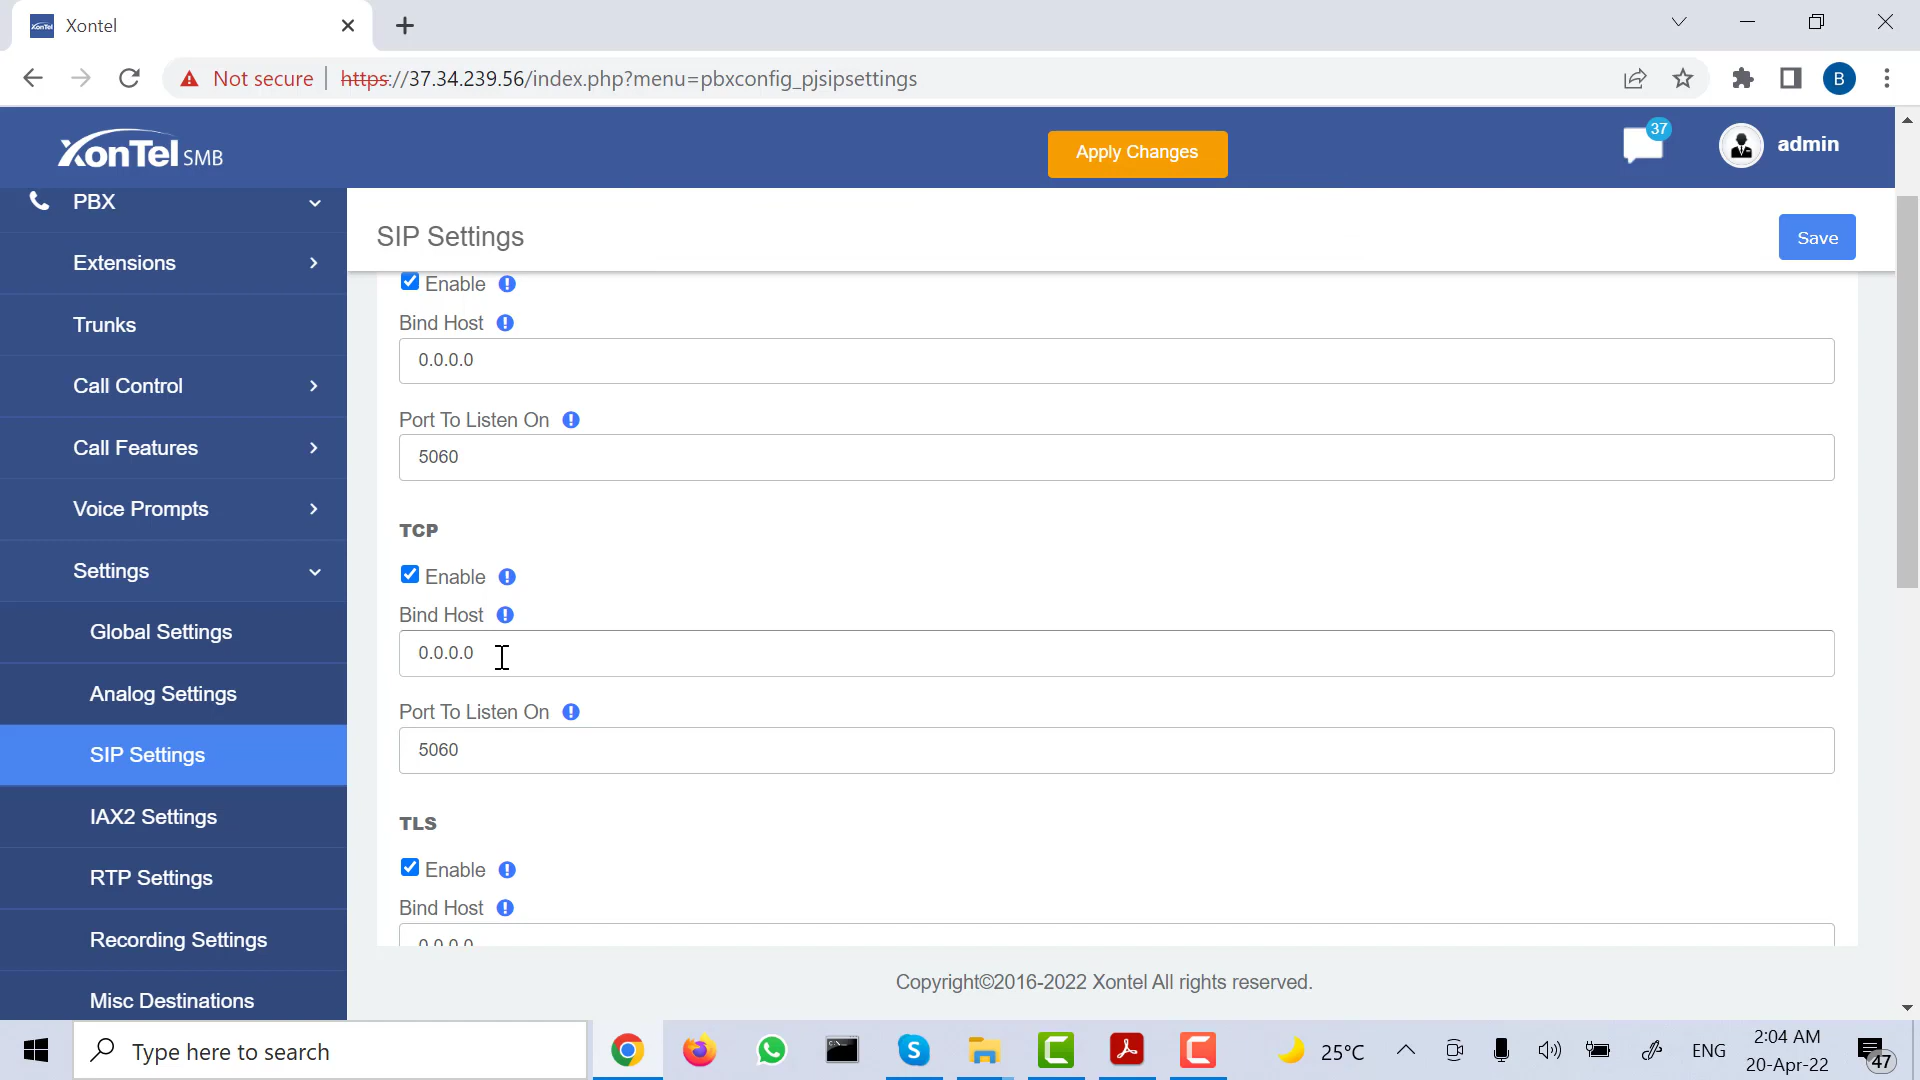 Xontel
Not secure
https://37.34.239.56/index.php?menu=pbxconfig_pjsipsettings
B
XonTel SMB
Apply Changes
37
admin
PBX
Extensions
Trunks
Call Control
Call Features
Voice Prompts
Settings
Global Settings
Analog Settings
SIP Settings
IAX2 Settings
RTP Settings
Recording Settings
Misc Destinations
SIP Settings
Save
Enable
Bind Host
0.0.0.0
Port To Listen On
5060
TCP
Enable
Bind Host
0.0.0.0
Port To Listen On
5060
TLS
Enable
Bind Host
0.0.0.0
Copyright©2016-2022 Xontel All rights reserved.
Type here to search
25°C
ENG
2:04 AM
20-Apr-22
47